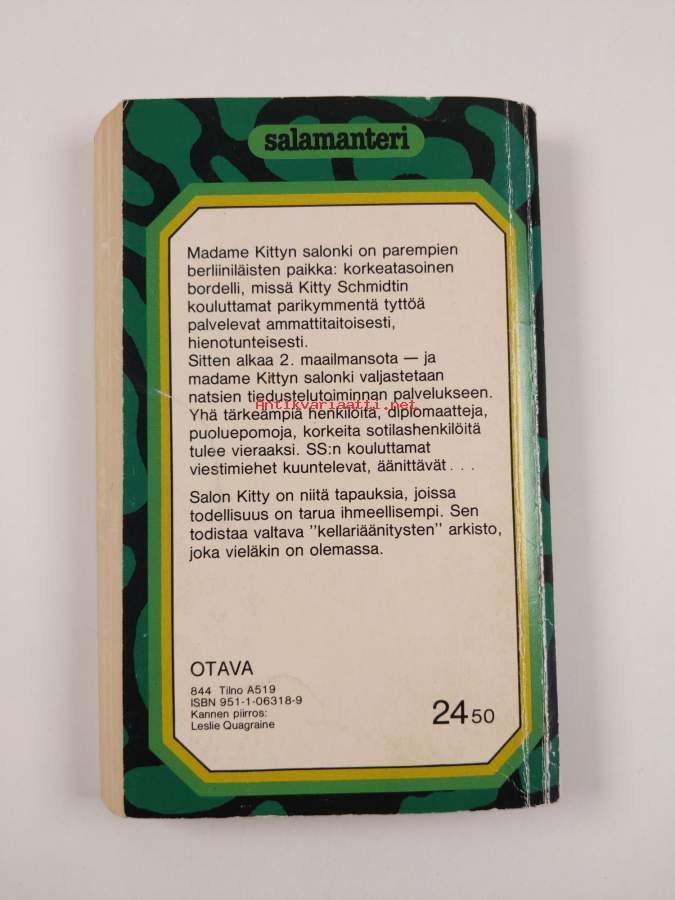 salamanteri
Madame Kittyn salonki on parempien
berliiniläisten paikka: korkeatasoinen
bordelli, missä Kitty Schmidtin
kouluttamat parikymmentä tyttöä
palvelevat ammattitaitoisesti,
hienotunteisesti.
Sitten alkaa 2. maailmansota — ja
madame Kittyn salonki valjastetaan
natsien tiedustelutoiminnan palvelukseen.
Antikvariaatti.net
Yhä tärkeämpiä henkilöitä, diplomaatteja,
puoluepomoja, korkeita sotilashenkilöitä
tulee vieraaksi. SS:n kouluttamat
viestimiehet kuuntelevat, äänittävät . . .
Salon Kitty on niitä tapauksia, joissa
todellisuus on tarua ihmeellisempi. Sen
todistaa valtava "kellariäänitysten" arkisto,
joka vieläkin on olemassa.
OTAVA
844 Tilno A519
ISBN 951-1-06318-9
Kannen piirros:
Leslie Quagraine
24 50